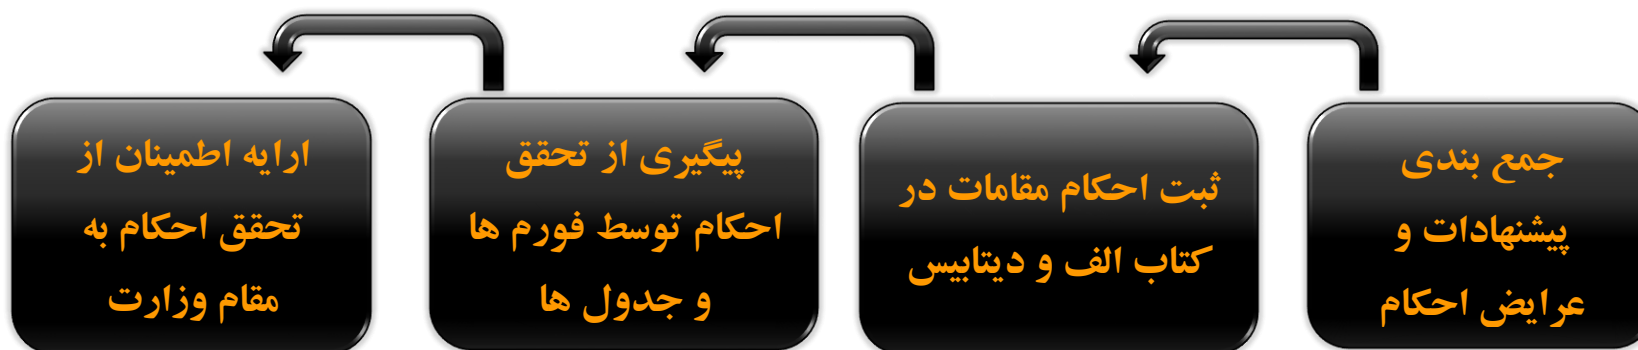 جمع بندی
پیشنهادات و
عرایض احکام
ثبت احکام مقامات در
کتاب الف و دیتابیس
پیگیری از تحقق
احکام توسط فورم ها
و جدول ها
ارایه اطمینان از
تحقق احکام به
مقام وزارت